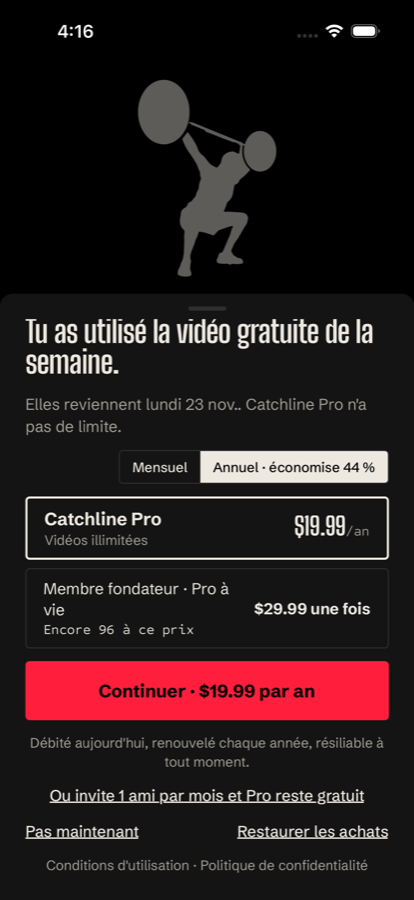 4:16
Tu as utilisé la vidéo gratuite de la
semaine.
Elles reviennent lundi 23 nov.. Catchline Pro n'a
pas de limite.
Mensuel
Annuel · économise 44 %
Catchline Pro
Vidéos illimitées
$19.99/an
Membre fondateur · Pro à
vie
Encore 96 à ce prix
$29.99 une fois
Continuer · $19.99 par an
Débité aujourd'hui, renouvelé chaque année, résiliable à
tout moment.
Ou invite 1 ami par mois et Pro reste gratuit
Pas maintenant
Restaurer les achats
Conditions d'utilisation · Politique de confidentialité